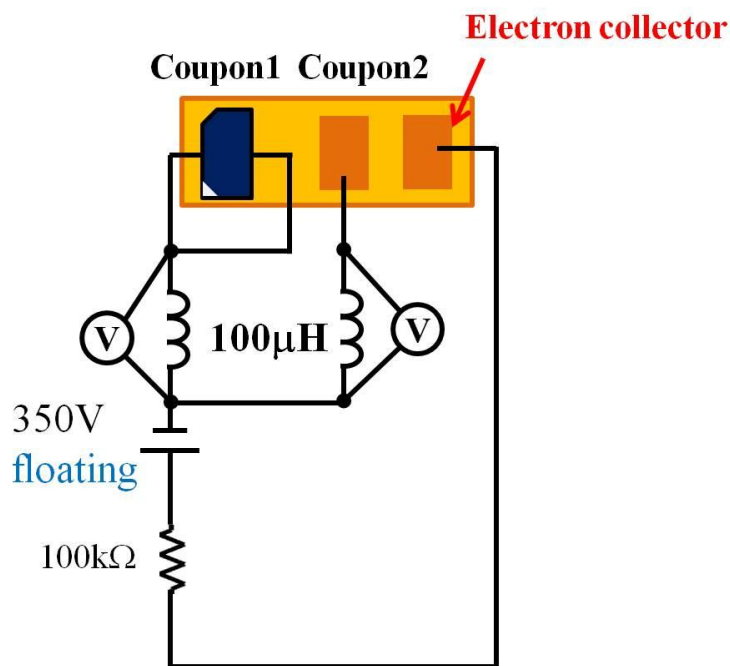 Electron collector
Coupon1 Coupon2
V
100μH
V
350V
floating
100kΩ